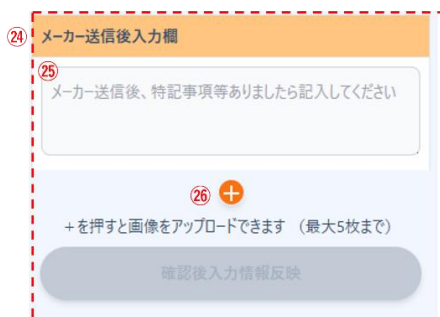 ㉔ メーカー送信後入力欄
㉕
メーカー送信後、特記事項等ありましたら記入してください
㉖ +
+を押すと画像をアップロードできます (最大5枚まで)
確認後入力情報反映